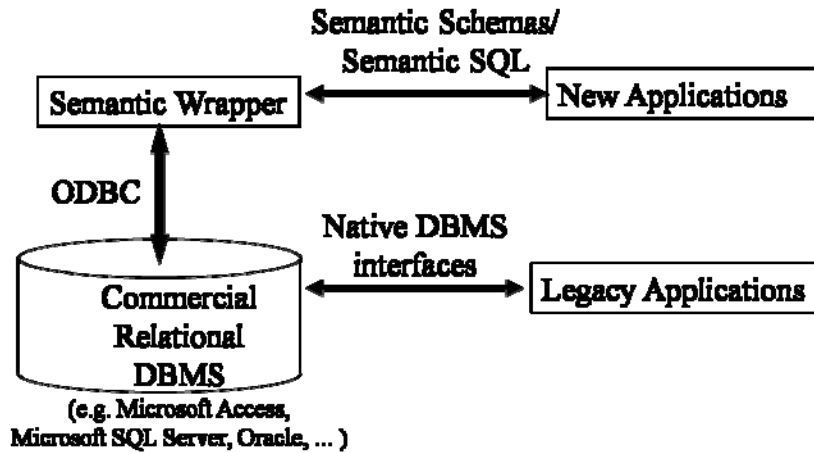 Semantic Schemas/
Semantic SQL
Semantic Wrapper
New Applications
ODBC
Native DBMS
interfaces
Commercial
Relational
DBMS
Legacy Applications
(e.g. Microsoft Access,
Microsoft SQL Server, Oracle, ... )